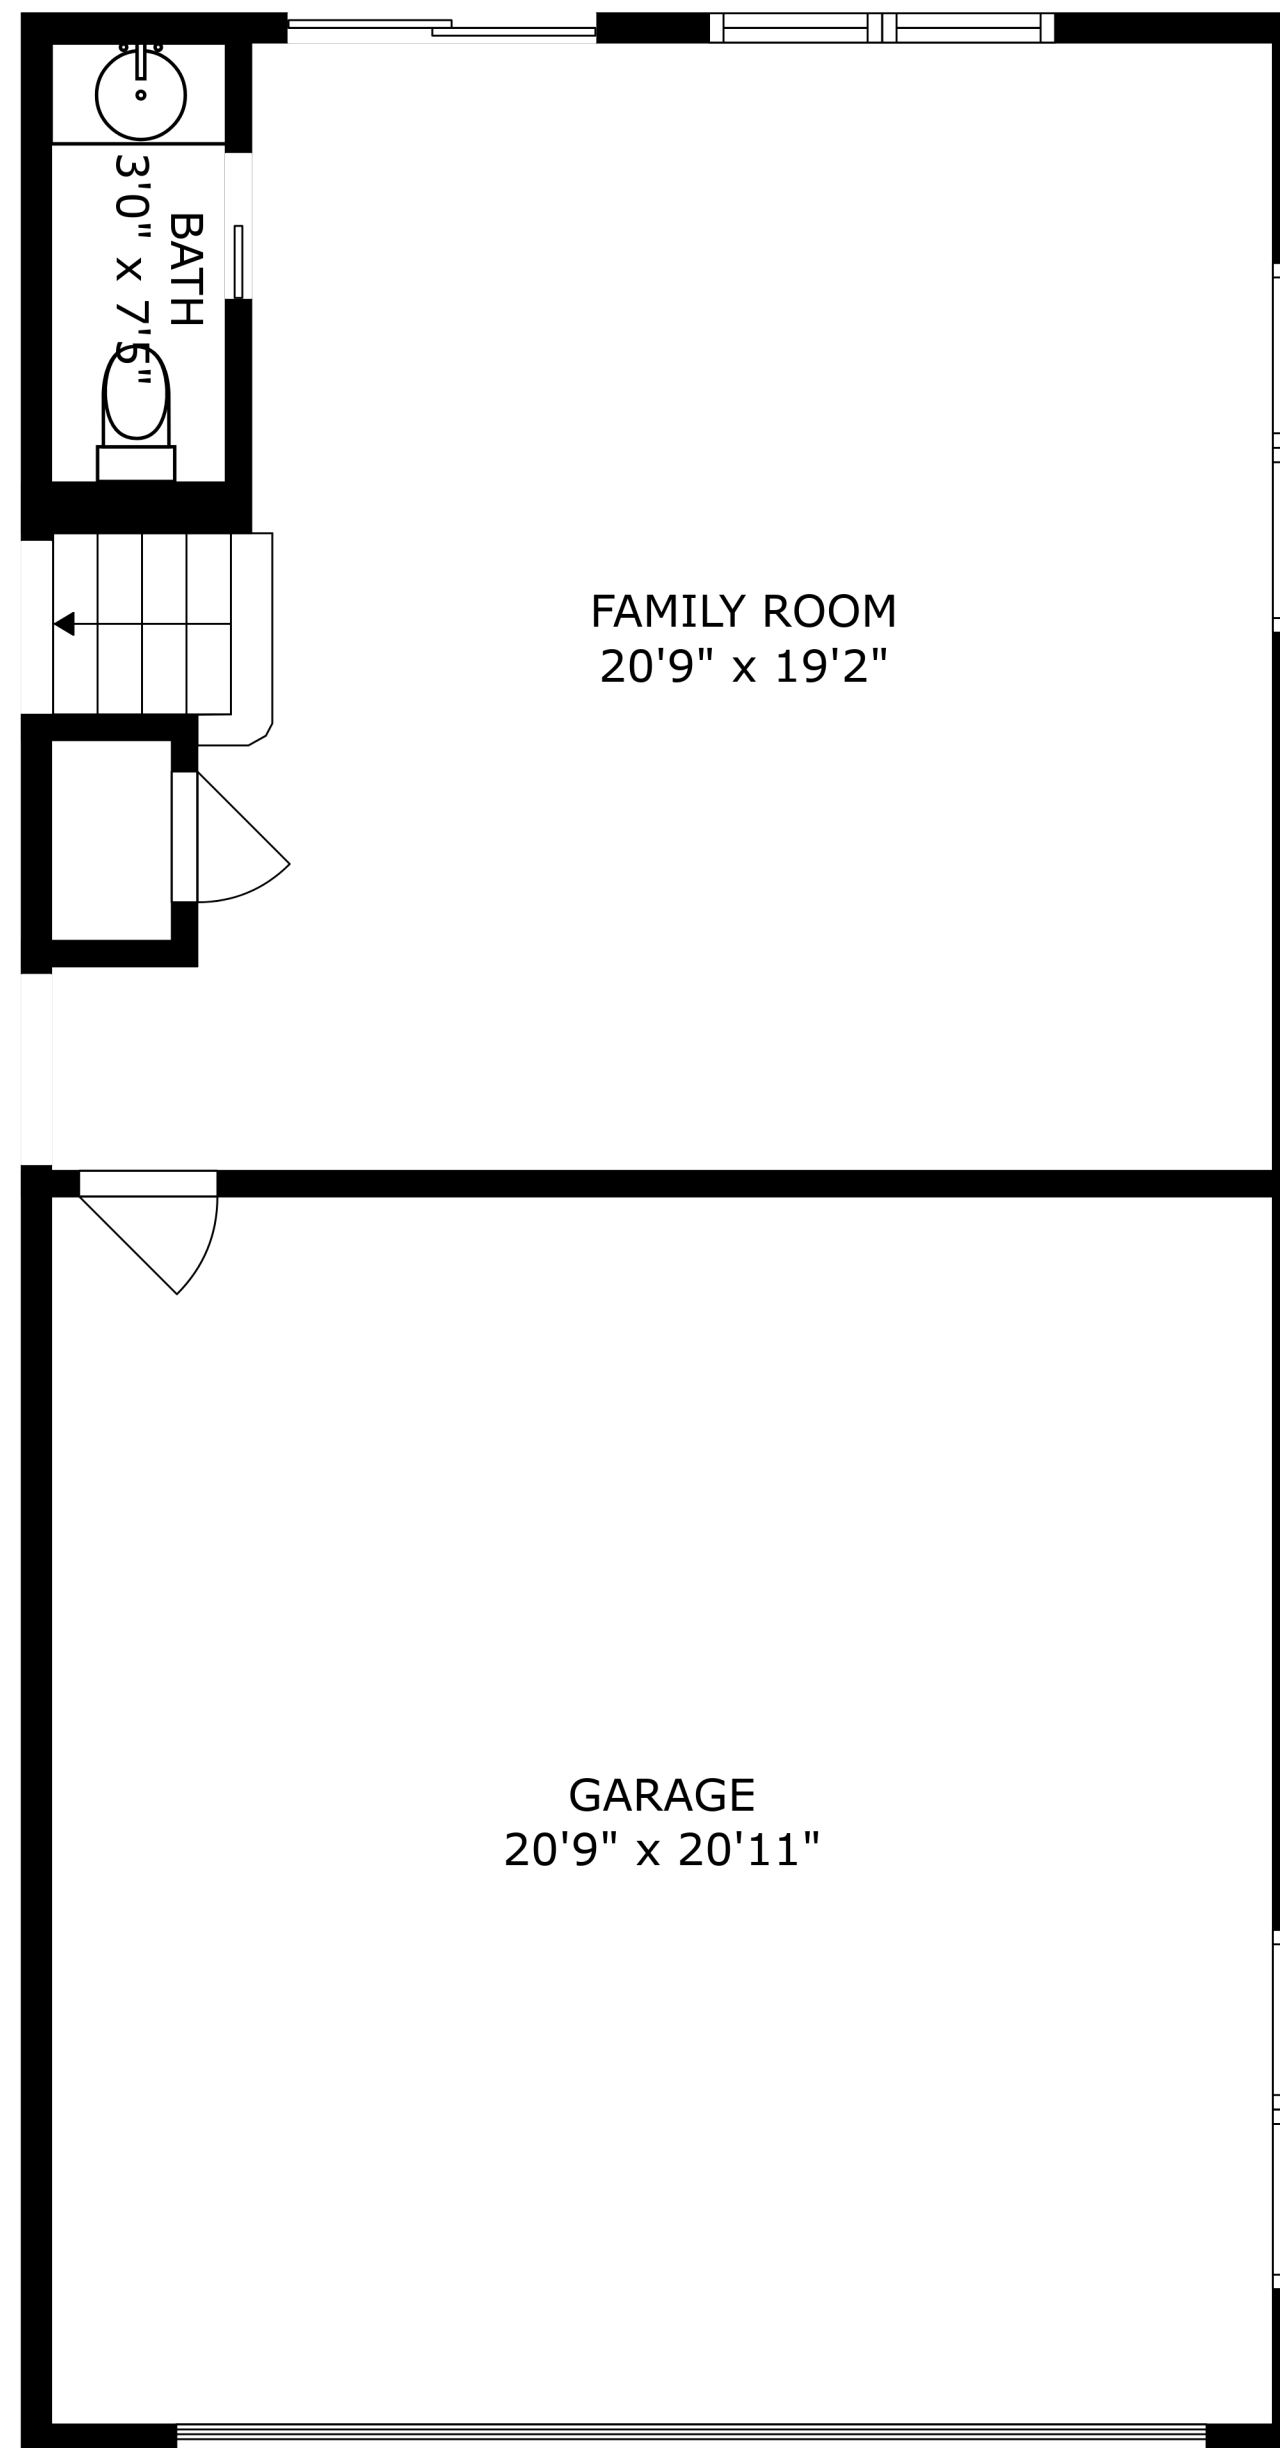 BATH
3'0" x 7'5"
FAMILY ROOM
20'9" x 19'2"
GARAGE
20'9" x 20'11"